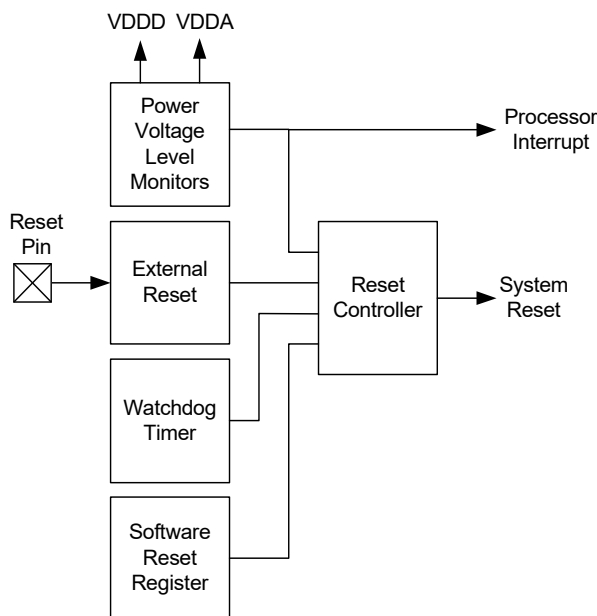 VDDD VDDA
Power
Voltage
Level
Monitors
Processor
Interrupt
Reset
Pin
External
Reset
Reset
Controller
System
Reset
Watchdog
Timer
Software
Reset
Register